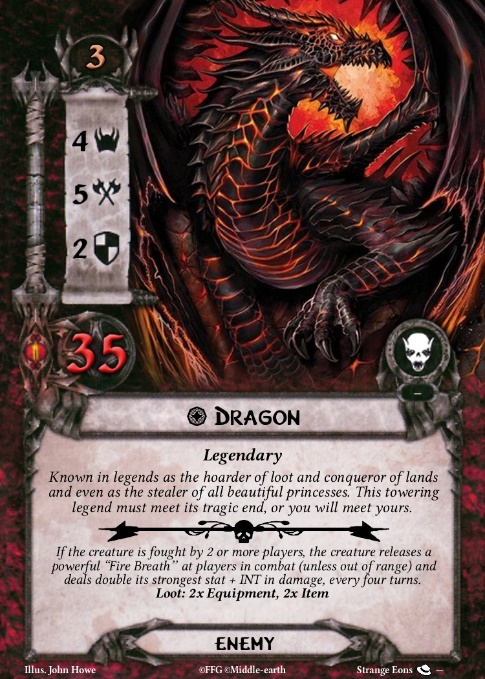 3
4
5
2
35
–
DRAGON
Legendary
Known in legends as the hoarder of loot and conqueror of lands
and even as the stealer of all beautiful princesses. This towering
legend must meet its tragic end, or you will meet yours.
If the creature is fought by 2 or more players, the creature releases a
powerful “Fire Breath” at players in combat (unless out of range) and
deals double its strongest stat + INT in damage, every four turns.
Loot: 2x Equipment, 2x Item
ENEMY
Illus. John Howe ©FFG ©Middle-earth Strange Eons –